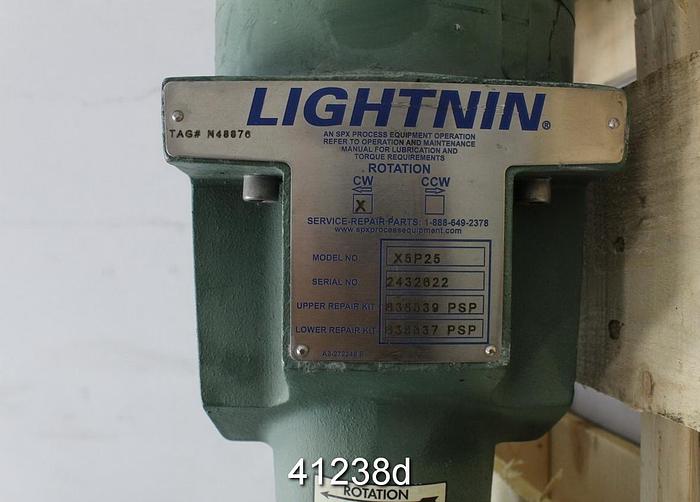 LIGHTNIN®
TAG# N48876
AN SPX PROCESS EQUIPMENT OPERATION
REFER TO OPERATION AND MAINTENANCE
MANUAL FOR LUBRICATION AND
TORQUE REQUIREMENTS
ROTATION
CW CCW
X
SERVICE-REPAIR-PARTS: 1-888-649-2378
www.spxprocessequipment.com
MODEL NO. X5P25
SERIAL NO. 2432622
UPPER REPAIR KIT 838839 PSP
LOWER REPAIR KIT 838837 PSP
41238d
ROTATION